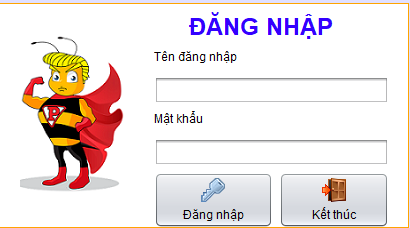 ĐĂNG NHẬP
Tên đăng nhập
Mật khẩu
P
Đăng nhập
Kết thúc